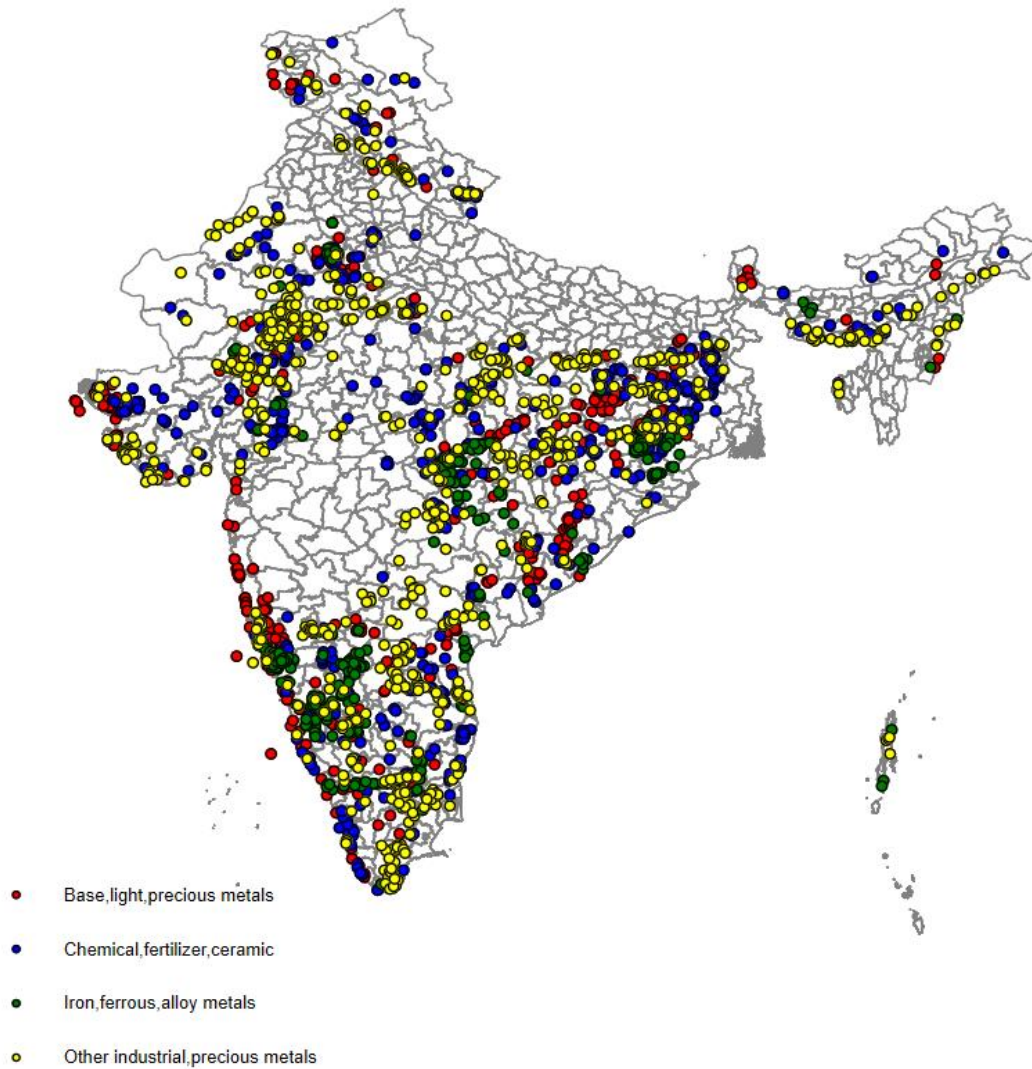 Base,light,precious metals
Chemical,fertilizer,ceramic
Iron,ferrous,alloy metals
Other industrial,precious metals